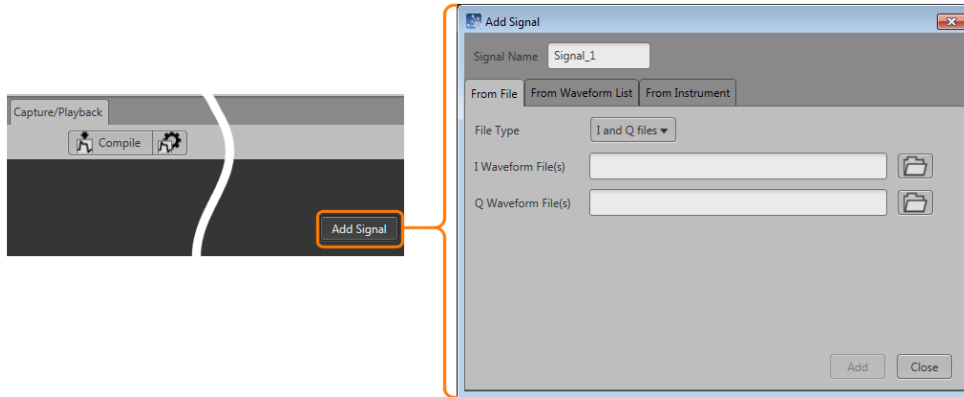 Capture/Playback
Compile
Add Signal
Add Signal
Signal Name Signal_1
From File From Waveform List From Instrument
File Type I and Q files
I Waveform File(s)
Q Waveform File(s)
Add Close